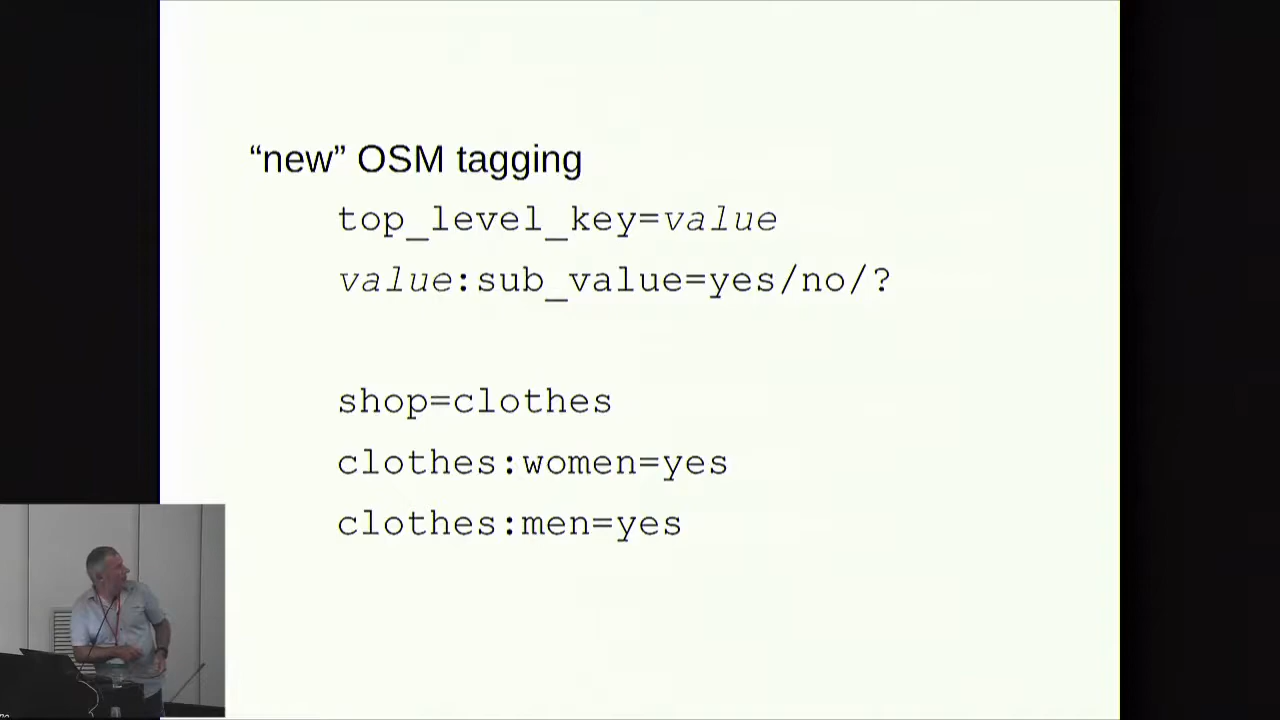 “new” OSM tagging
top_level_key=value
value:sub_value=yes/no/?
shop=clothes
clothes:women=yes
clothes:men=yes